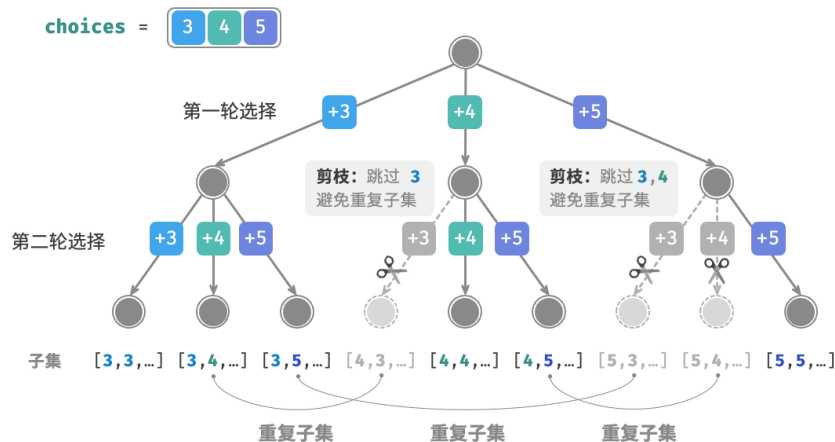 choices = 3 4 5
第一轮选择
+3 +4 +5
剪枝：跳过 3
避免重复子集
剪枝：跳过 3,4
避免重复子集
第二轮选择
+3 +4 +5 +3 +4 +5 +3 +4 +5
子集 [3,3,…] [3,4,…] [3,5,…] [4,3,…] [4,4,…] [4,5,…] [5,3,…] [5,4,…] [5,5,…]
重复子集 重复子集 重复子集